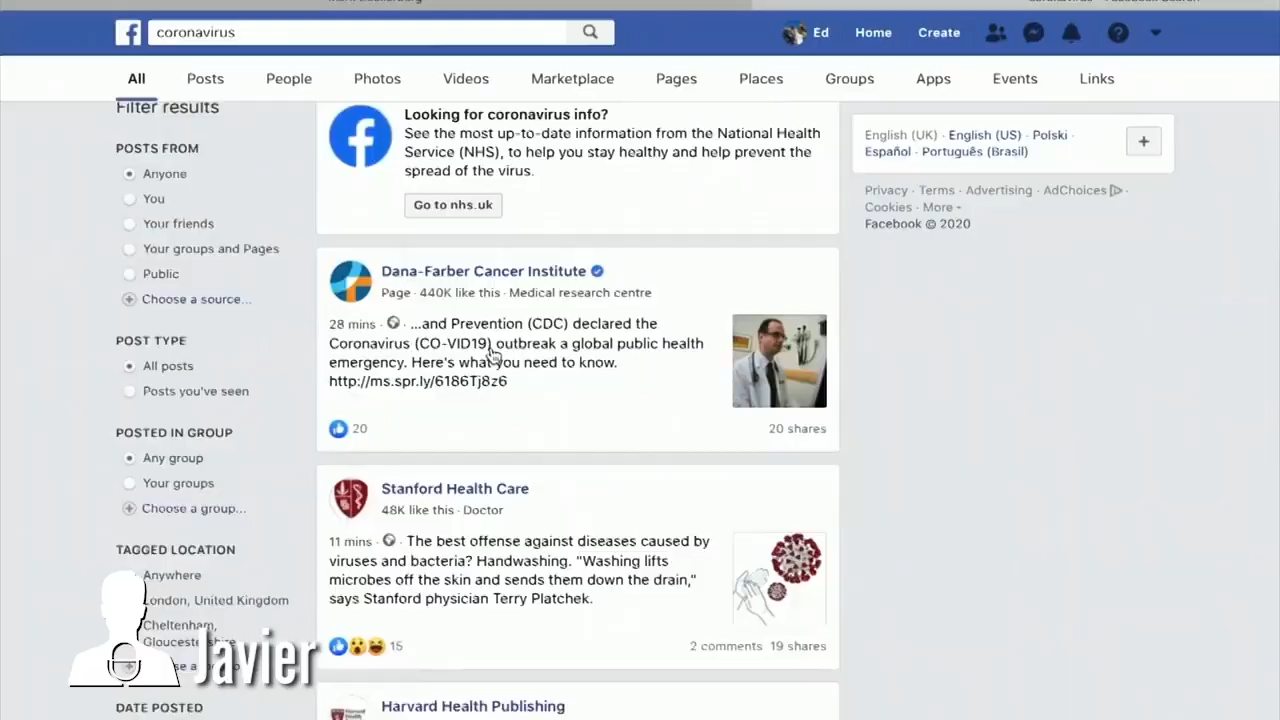 coronavirus
Ed
Home
Create
All
Posts
People
Photos
Videos
Marketplace
Pages
Places
Groups
Apps
Events
Links
Filter results
POSTS FROM
Anyone
You
Your friends
Your groups and Pages
Public
Choose a source...
POST TYPE
All posts
Posts you've seen
POSTED IN GROUP
Any group
Your groups
Choose a group...
TAGGED LOCATION
Anywhere
London, United Kingdom
Cheltenham,
Javier
DATE POSTED
Looking for coronavirus info?
See the most up-to-date information from the National Health
Service (NHS), to help you stay healthy and help prevent the
spread of the virus.
Go to nhs.uk
Dana-Farber Cancer Institute
Page · 440K like this · Medical research centre
28 mins · ...and Prevention (CDC) declared the
Coronavirus (CO-VID19) outbreak a global public health
emergency. Here's what you need to know.
http://ms.spr.ly/6186Tj8z6
20
20 shares
Stanford Health Care
48K like this · Doctor
11 mins · The best offense against diseases caused by
viruses and bacteria? Handwashing. "Washing lifts
microbes off the skin and sends them down the drain,"
says Stanford physician Terry Platchek.
15
2 comments 19 shares
Harvard Health Publishing
English (UK) · English (US) · Polski ·
Español · Português (Brasil)
Privacy · Terms · Advertising · AdChoices ·
Cookies · More
Facebook © 2020